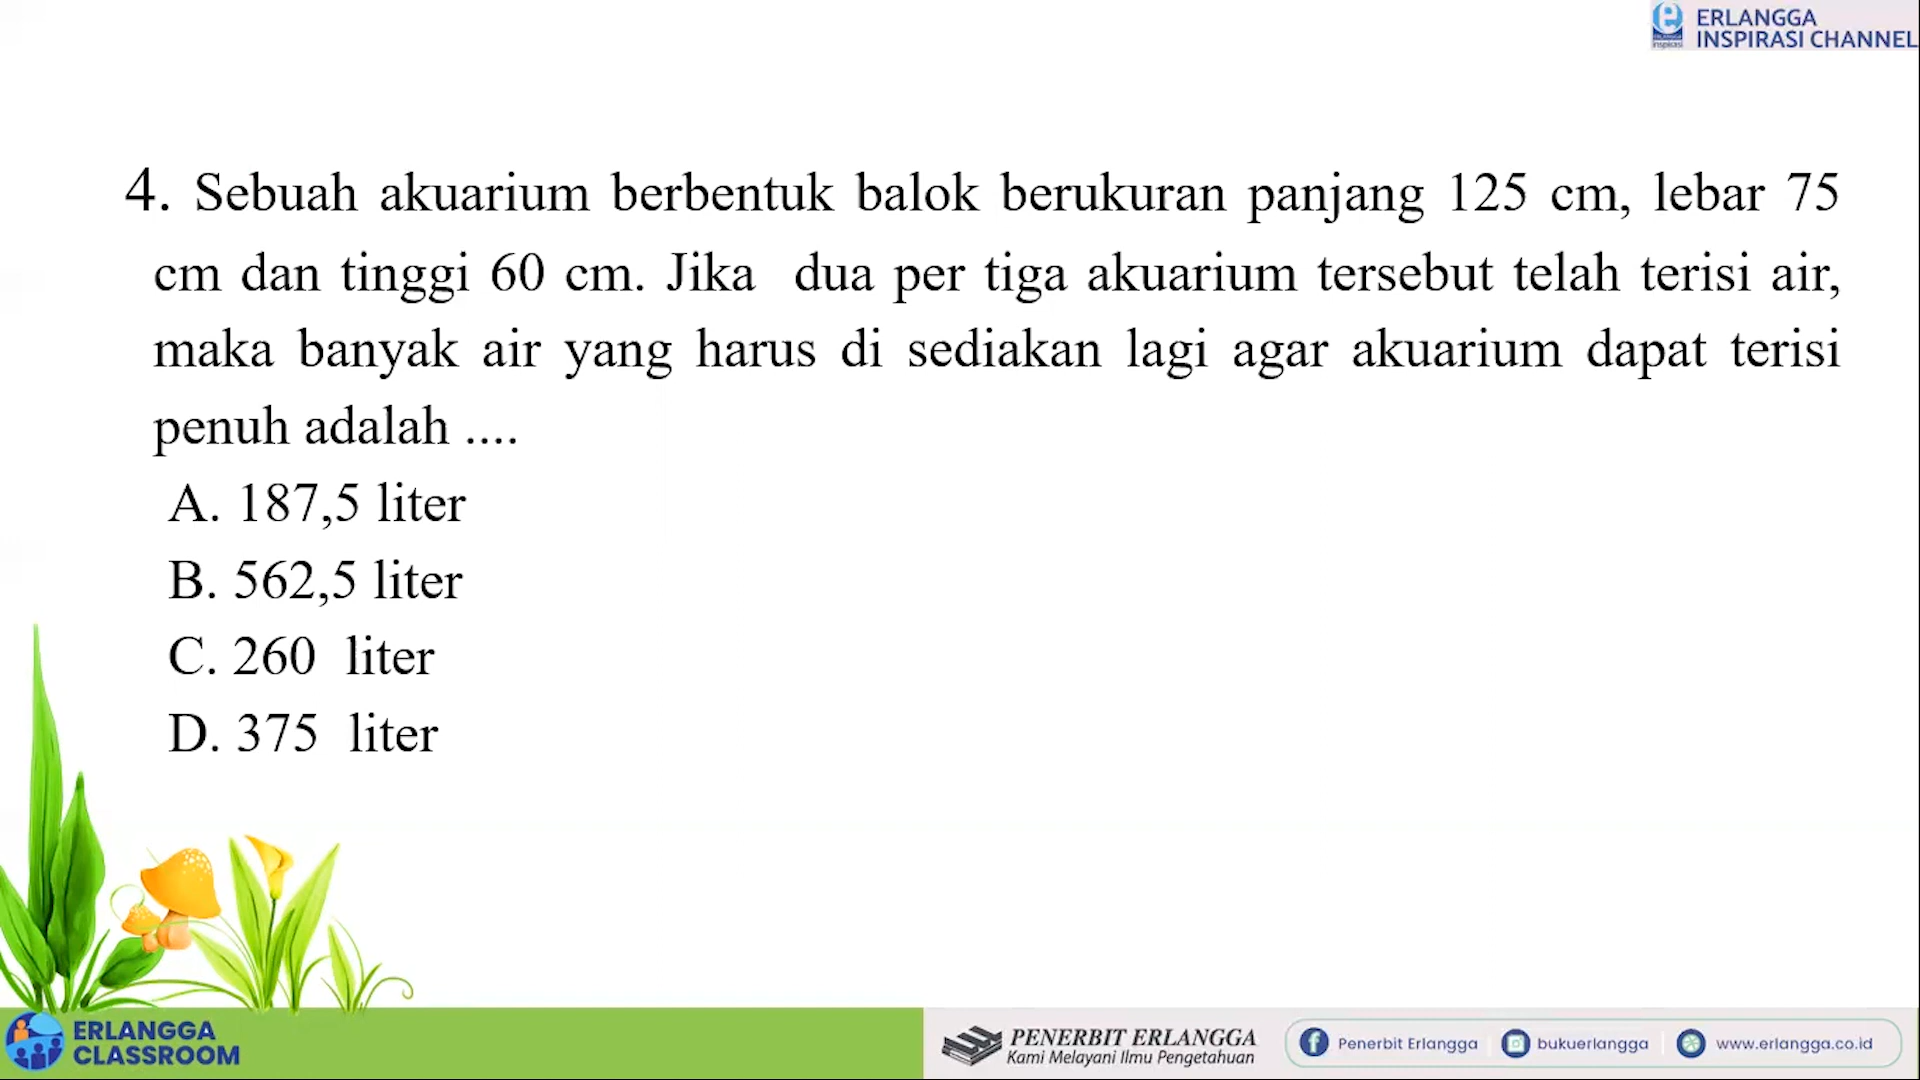 ERLANGGA
INSPIRASI CHANNEL
4. Sebuah akuarium berbentuk balok berukuran panjang 125 cm, lebar 75
cm dan tinggi 60 cm. Jika dua per tiga akuarium tersebut telah terisi air,
maka banyak air yang harus di sediakan lagi agar akuarium dapat terisi
penuh adalah ....
A. 187,5 liter
B. 562,5 liter
C. 260 liter
D. 375 liter
ERLANGGA
CLASSROOM
PENERBIT ERLANGGA
Kami Melayani Ilmu Pengetahuan
Penerbit Erlangga
bukuerlangga
www.erlangga.co.id